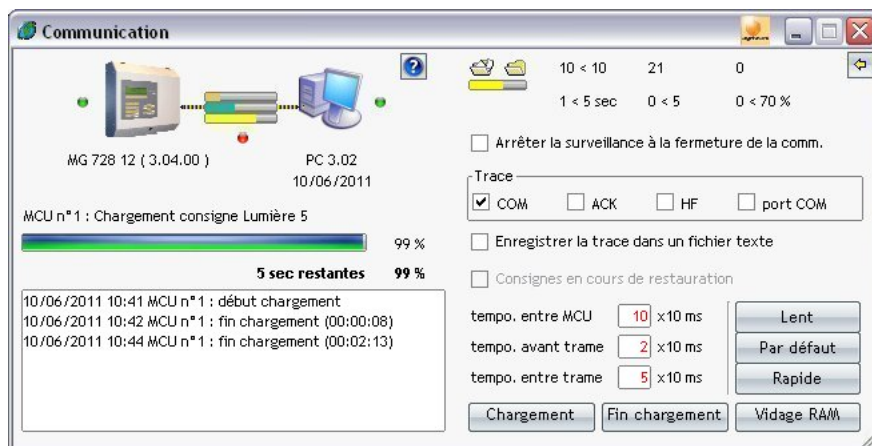 Communication
MG 728 12 ( 3.04.00 )
PC 3.02
10/06/2011
MCU n°1 : Chargement consigne Lumière 5
99 %
5 sec restantes 99 %
10/06/2011 10:41 MCU n°1 : début chargement
10/06/2011 10:42 MCU n°1 : fin chargement (00:00:08)
10/06/2011 10:44 MCU n°1 : fin chargement (00:02:13)
10 < 10 21 0
1 < 5 sec 0 < 5 0 < 70 %
Arrêter la surveillance à la fermeture de la comm.
Trace
COM ACK HF port COM
Enregistrer la trace dans un fichier texte
Consignes en cours de restauration
tempo. entre MCU 10 x10 ms Lent
tempo. avant trame 2 x10 ms Par défaut
tempo. entre trame 5 x10 ms Rapide
Chargement Fin chargement Vidage RAM